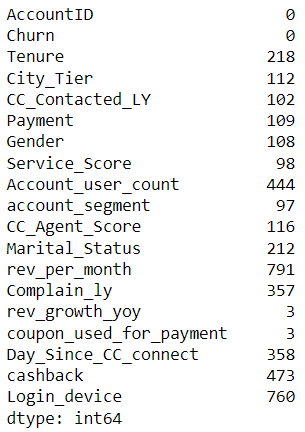 AccountID 0
Churn 0
Tenure 218
City_Tier 112
CC_Contacted_LY 102
Payment 109
Gender 108
Service_Score 98
Account_user_count 444
account_segment 97
CC_Agent_Score 116
Marital_Status 212
rev_per_month 791
Complain_ly 357
rev_growth_yoy 3
coupon_used_for_payment 3
Day_Since_CC_connect 358
cashback 473
Login_device 760
dtype: int64